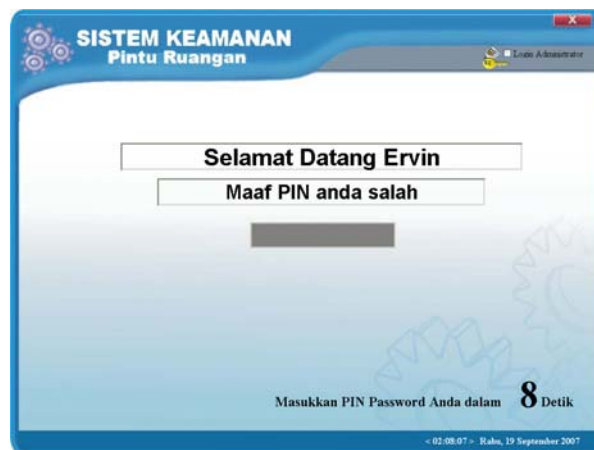 SISTEM KEAMANAN
Pintu Ruangan
X
Login Administrator
Selamat Datang Ervin
Maaf PIN anda salah
Masukkan PIN Password Anda dalam 8 Detik
< 02:08:07 > Rabu, 19 September 2007